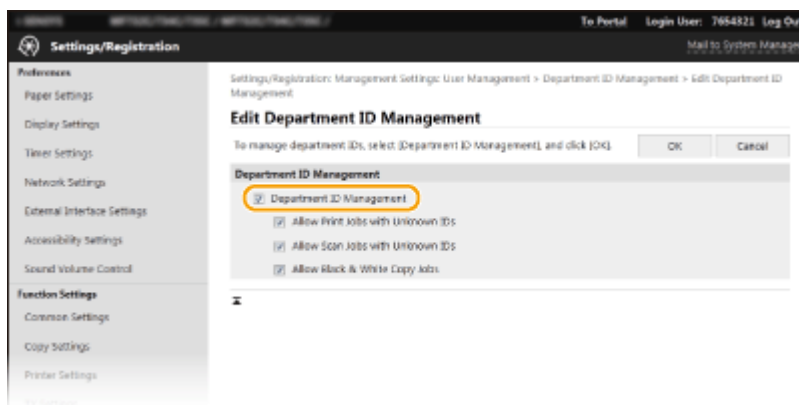 To Portal Login User: 7654321 Log Ou
Settings/Registration
Mail to System Manage
Preferences
Paper Settings
Display Settings
Timer Settings
Network Settings
External Interface Settings
Accessibility Settings
Sound Volume Control
Function Settings
Common Settings
Copy Settings
Printer Settings
Settings/Registration: Management Settings: User Management > Department ID Management > Edit Department ID
Management
Edit Department ID Management
To manage department IDs, select [Department ID Management], and click [OK].
OK
Cancel
Department ID Management
Department ID Management
Allow Print Jobs with Unknown IDs
Allow Scan Jobs with Unknown IDs
Allow Black & White Copy Jobs